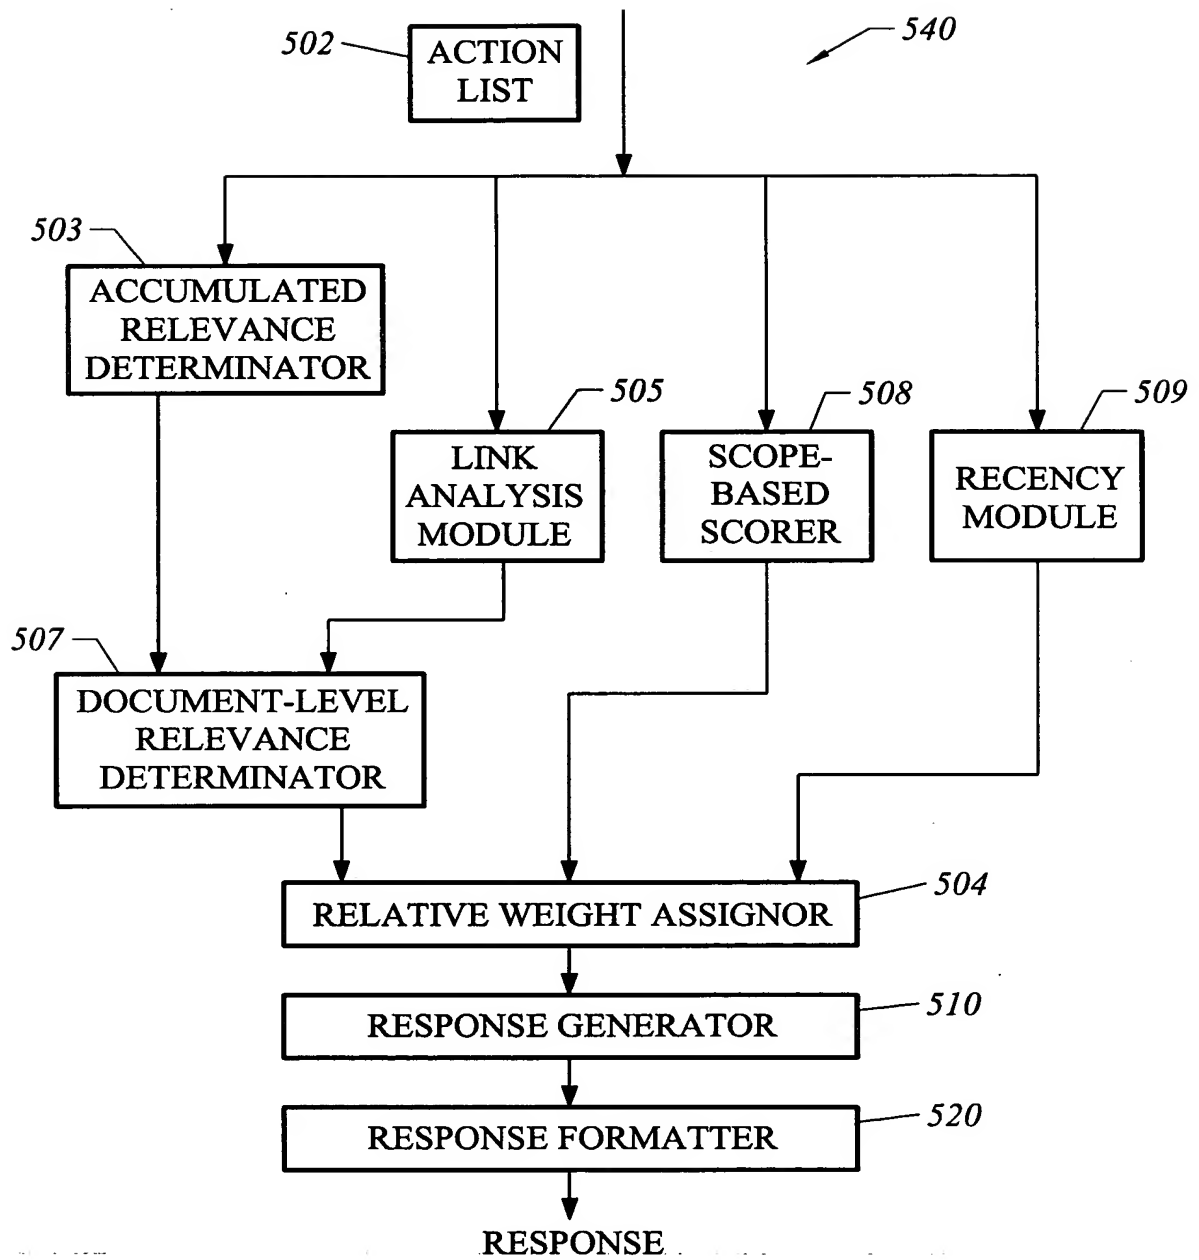 502
ACTION
LIST
540
503
ACCUMULATED
RELEVANCE
DETERMINATOR
505
LINK
ANALYSIS
MODULE
508
SCOPE-
BASED
SCORER
509
RECENCY
MODULE
507
DOCUMENT-LEVEL
RELEVANCE
DETERMINATOR
504
RELATIVE WEIGHT ASSIGNOR
510
RESPONSE GENERATOR
520
RESPONSE FORMATTER
RESPONSE